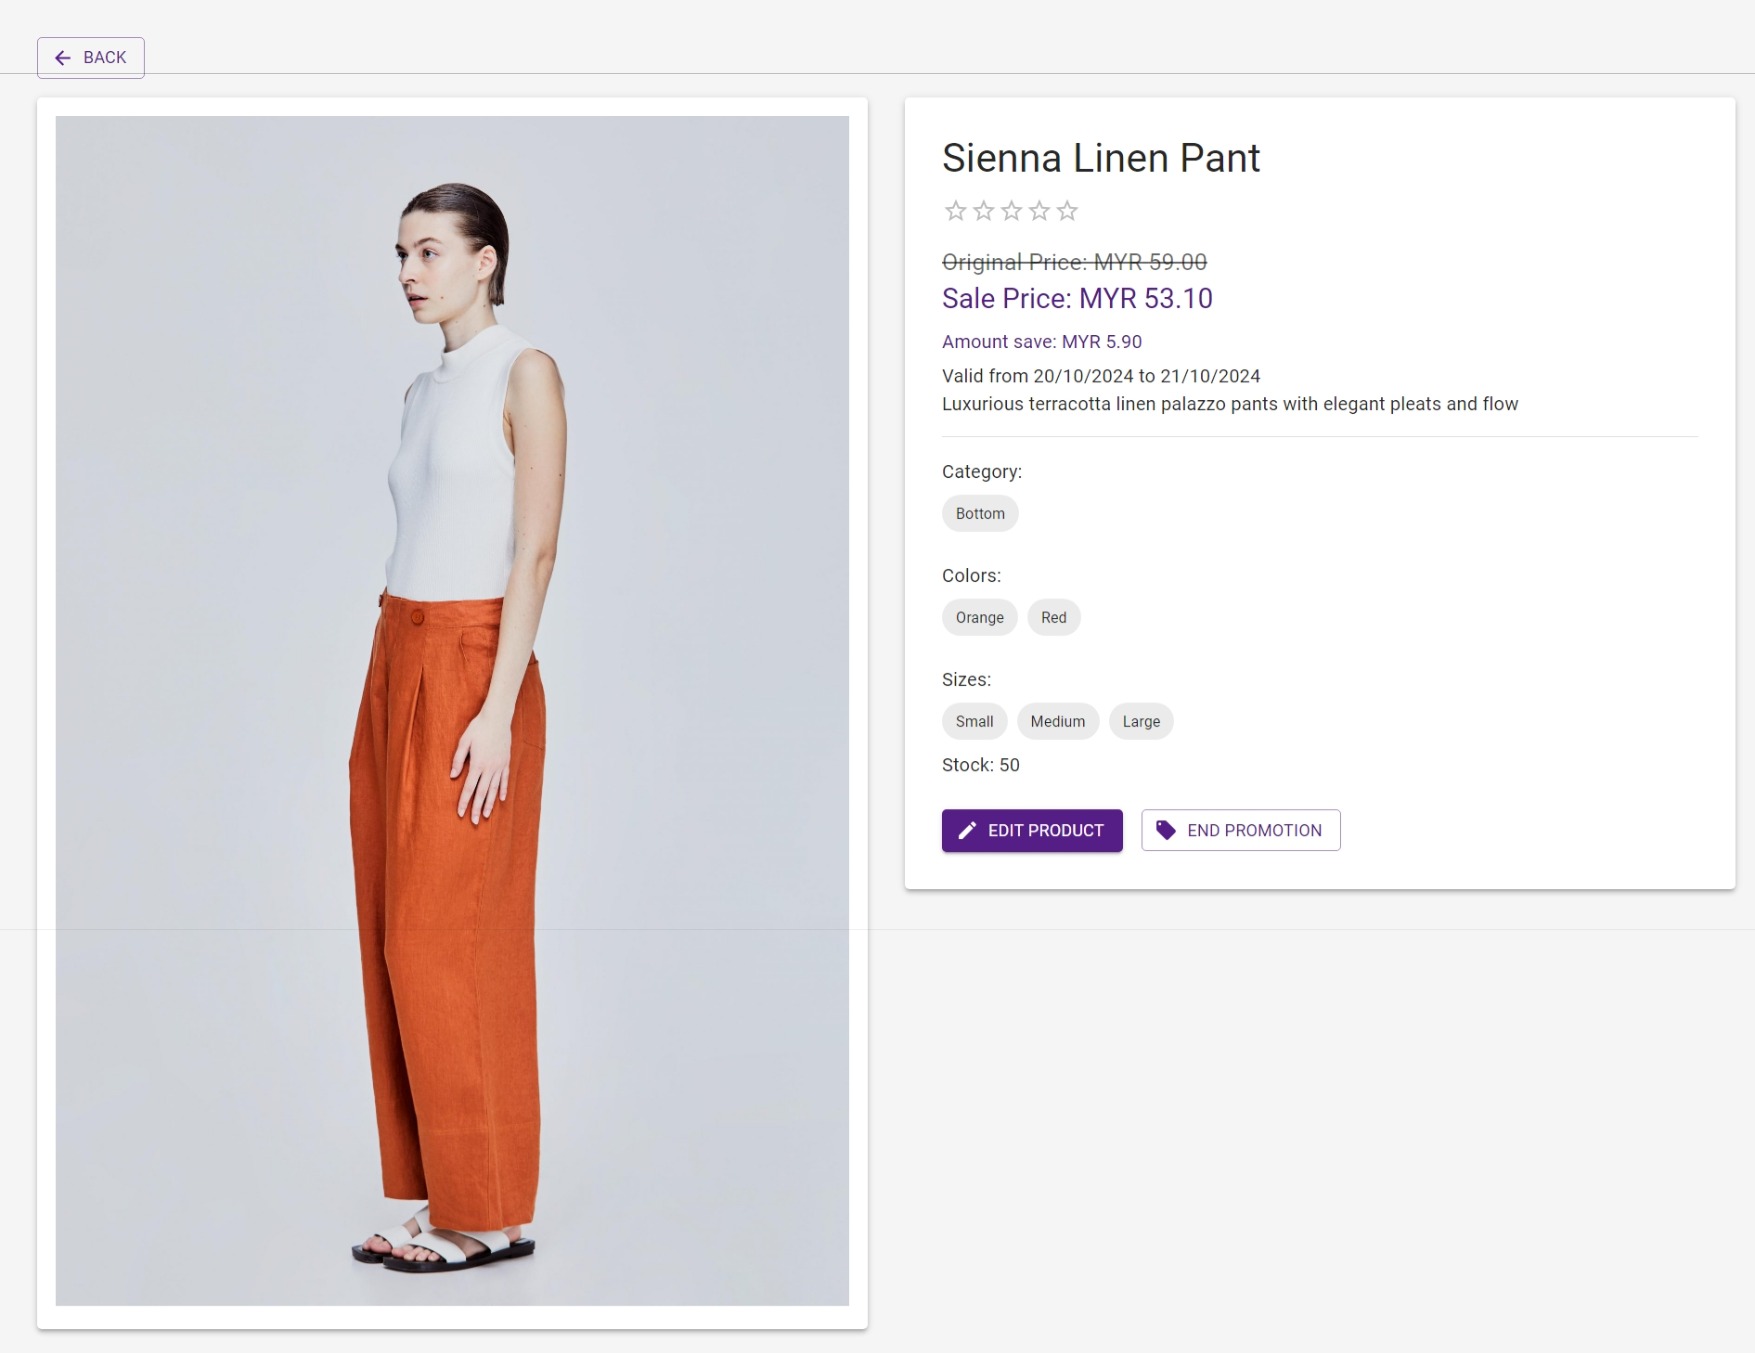 BACK
Sienna Linen Pant
Original Price: MYR 59.00
Sale Price: MYR 53.10
Amount save: MYR 5.90
Valid from 20/10/2024 to 21/10/2024
Luxurious terracotta linen palazzo pants with elegant pleats and flow
Category:
Bottom
Colors:
Orange Red
Sizes:
Small Medium Large
Stock: 50
EDIT PRODUCT END PROMOTION